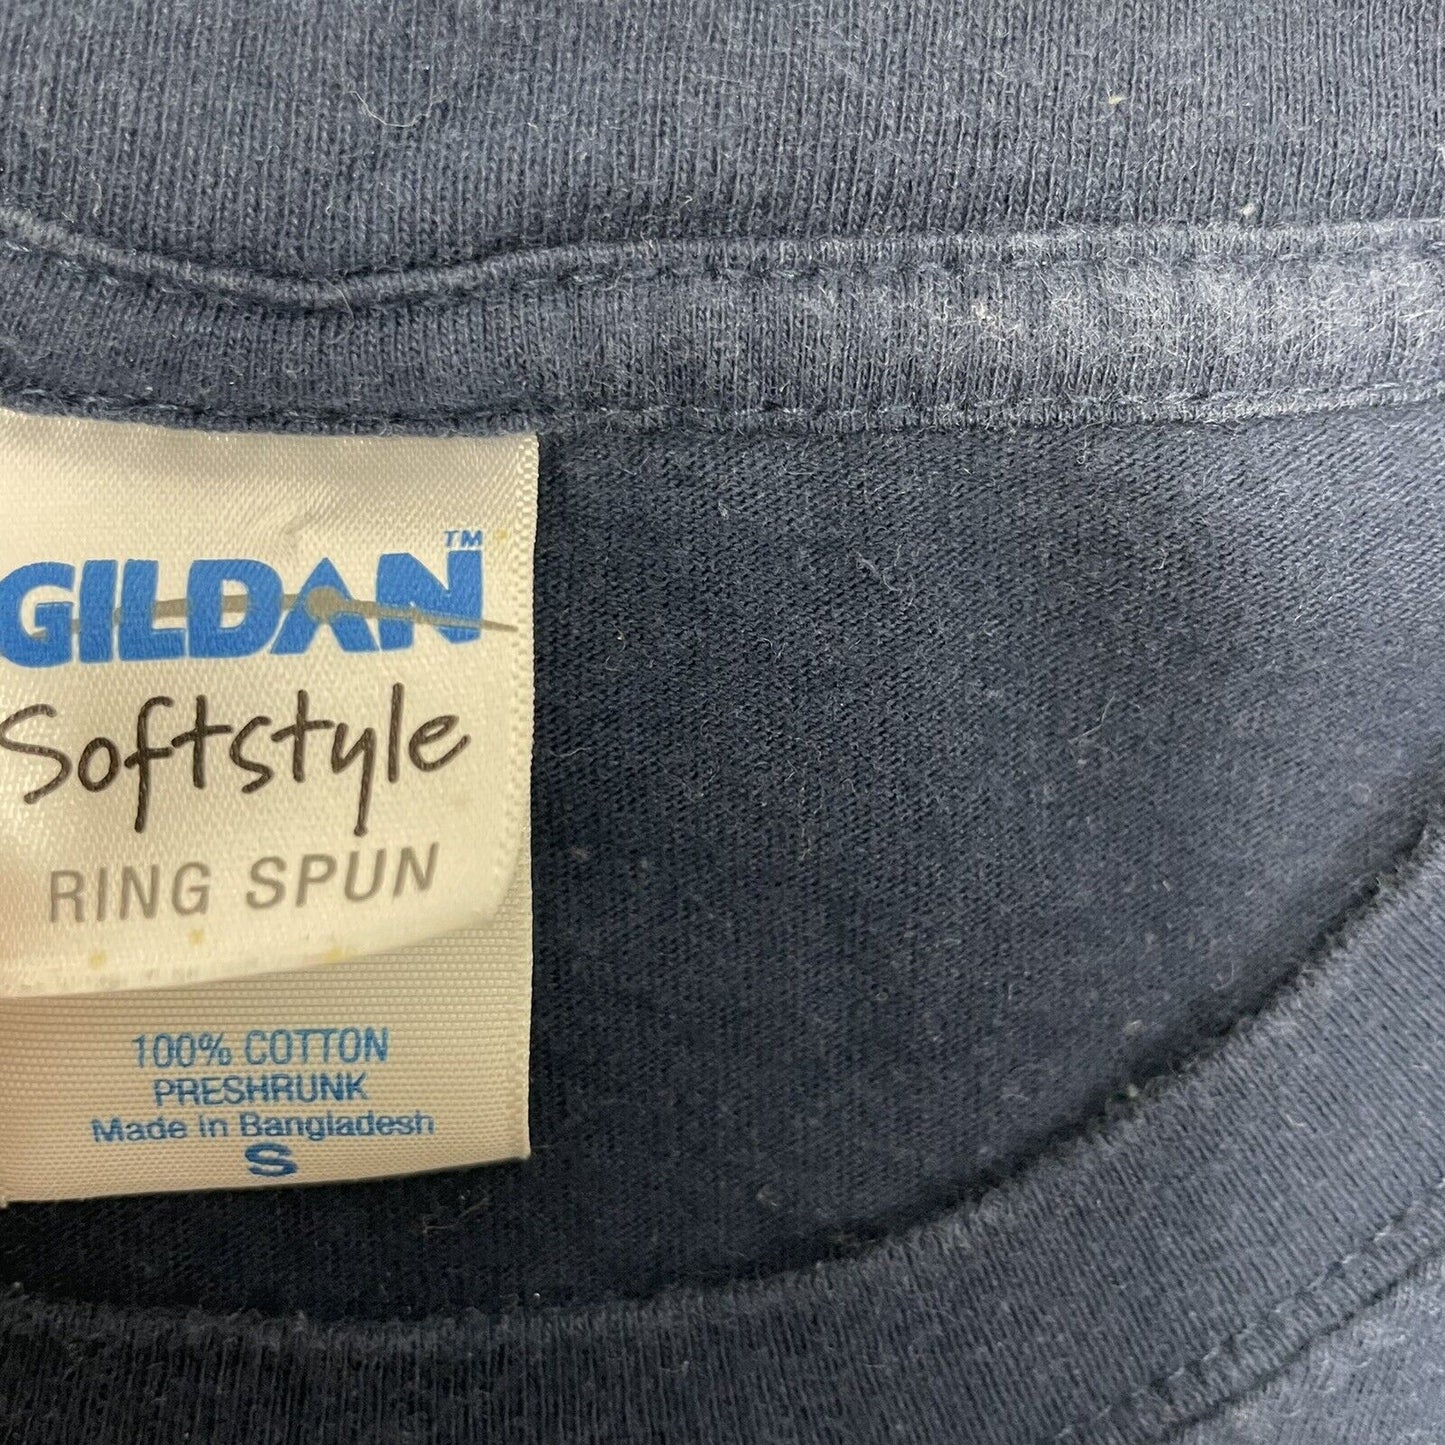 GILDAN™
Softstyle
RING SPUN
100% COTTON
PRESHRUNK
Made in Bangladesh
S